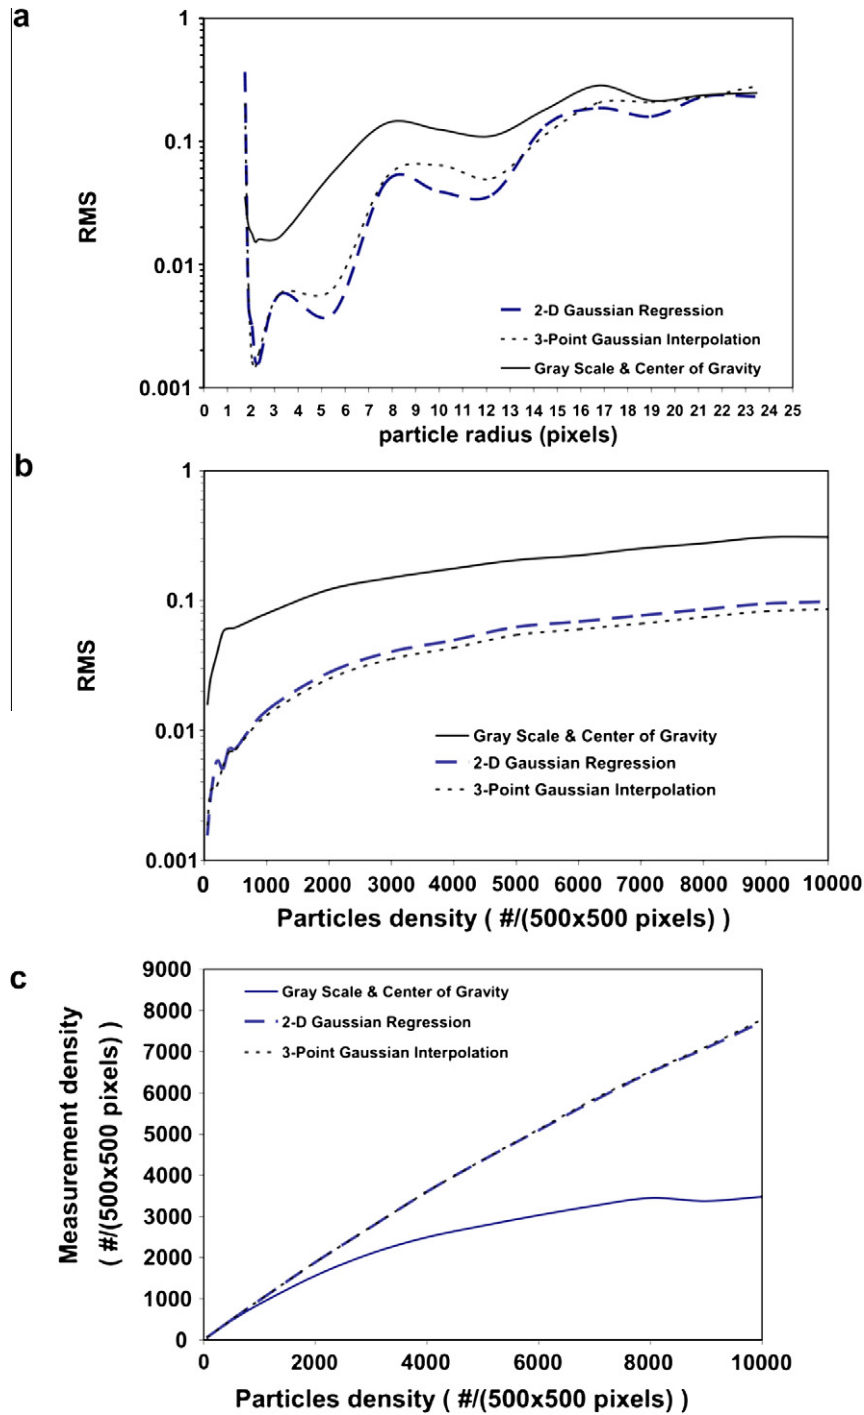 a
1
0.1
0.01
0.001
RMS
2-D Gaussian Regression
3-Point Gaussian Interpolation
Gray Scale & Center of Gravity
0 1 2 3 4 5 6 7 8 9 10 11 12 13 14 15 16 17 18 19 20 21 22 23 24 25
particle radius (pixels)
b
1
0.1
0.01
0.001
RMS
Gray Scale & Center of Gravity
2-D Gaussian Regression
3-Point Gaussian Interpolation
0 1000 2000 3000 4000 5000 6000 7000 8000 9000 10000
Particles density ( #/(500x500 pixels) )
c
9000
8000
7000
6000
5000
4000
3000
2000
1000
0
Measurement density
( #/(500x500 pixels) )
Gray Scale & Center of Gravity
2-D Gaussian Regression
3-Point Gaussian Interpolation
0 2000 4000 6000 8000 10000
Particles density ( #/(500x500 pixels) )